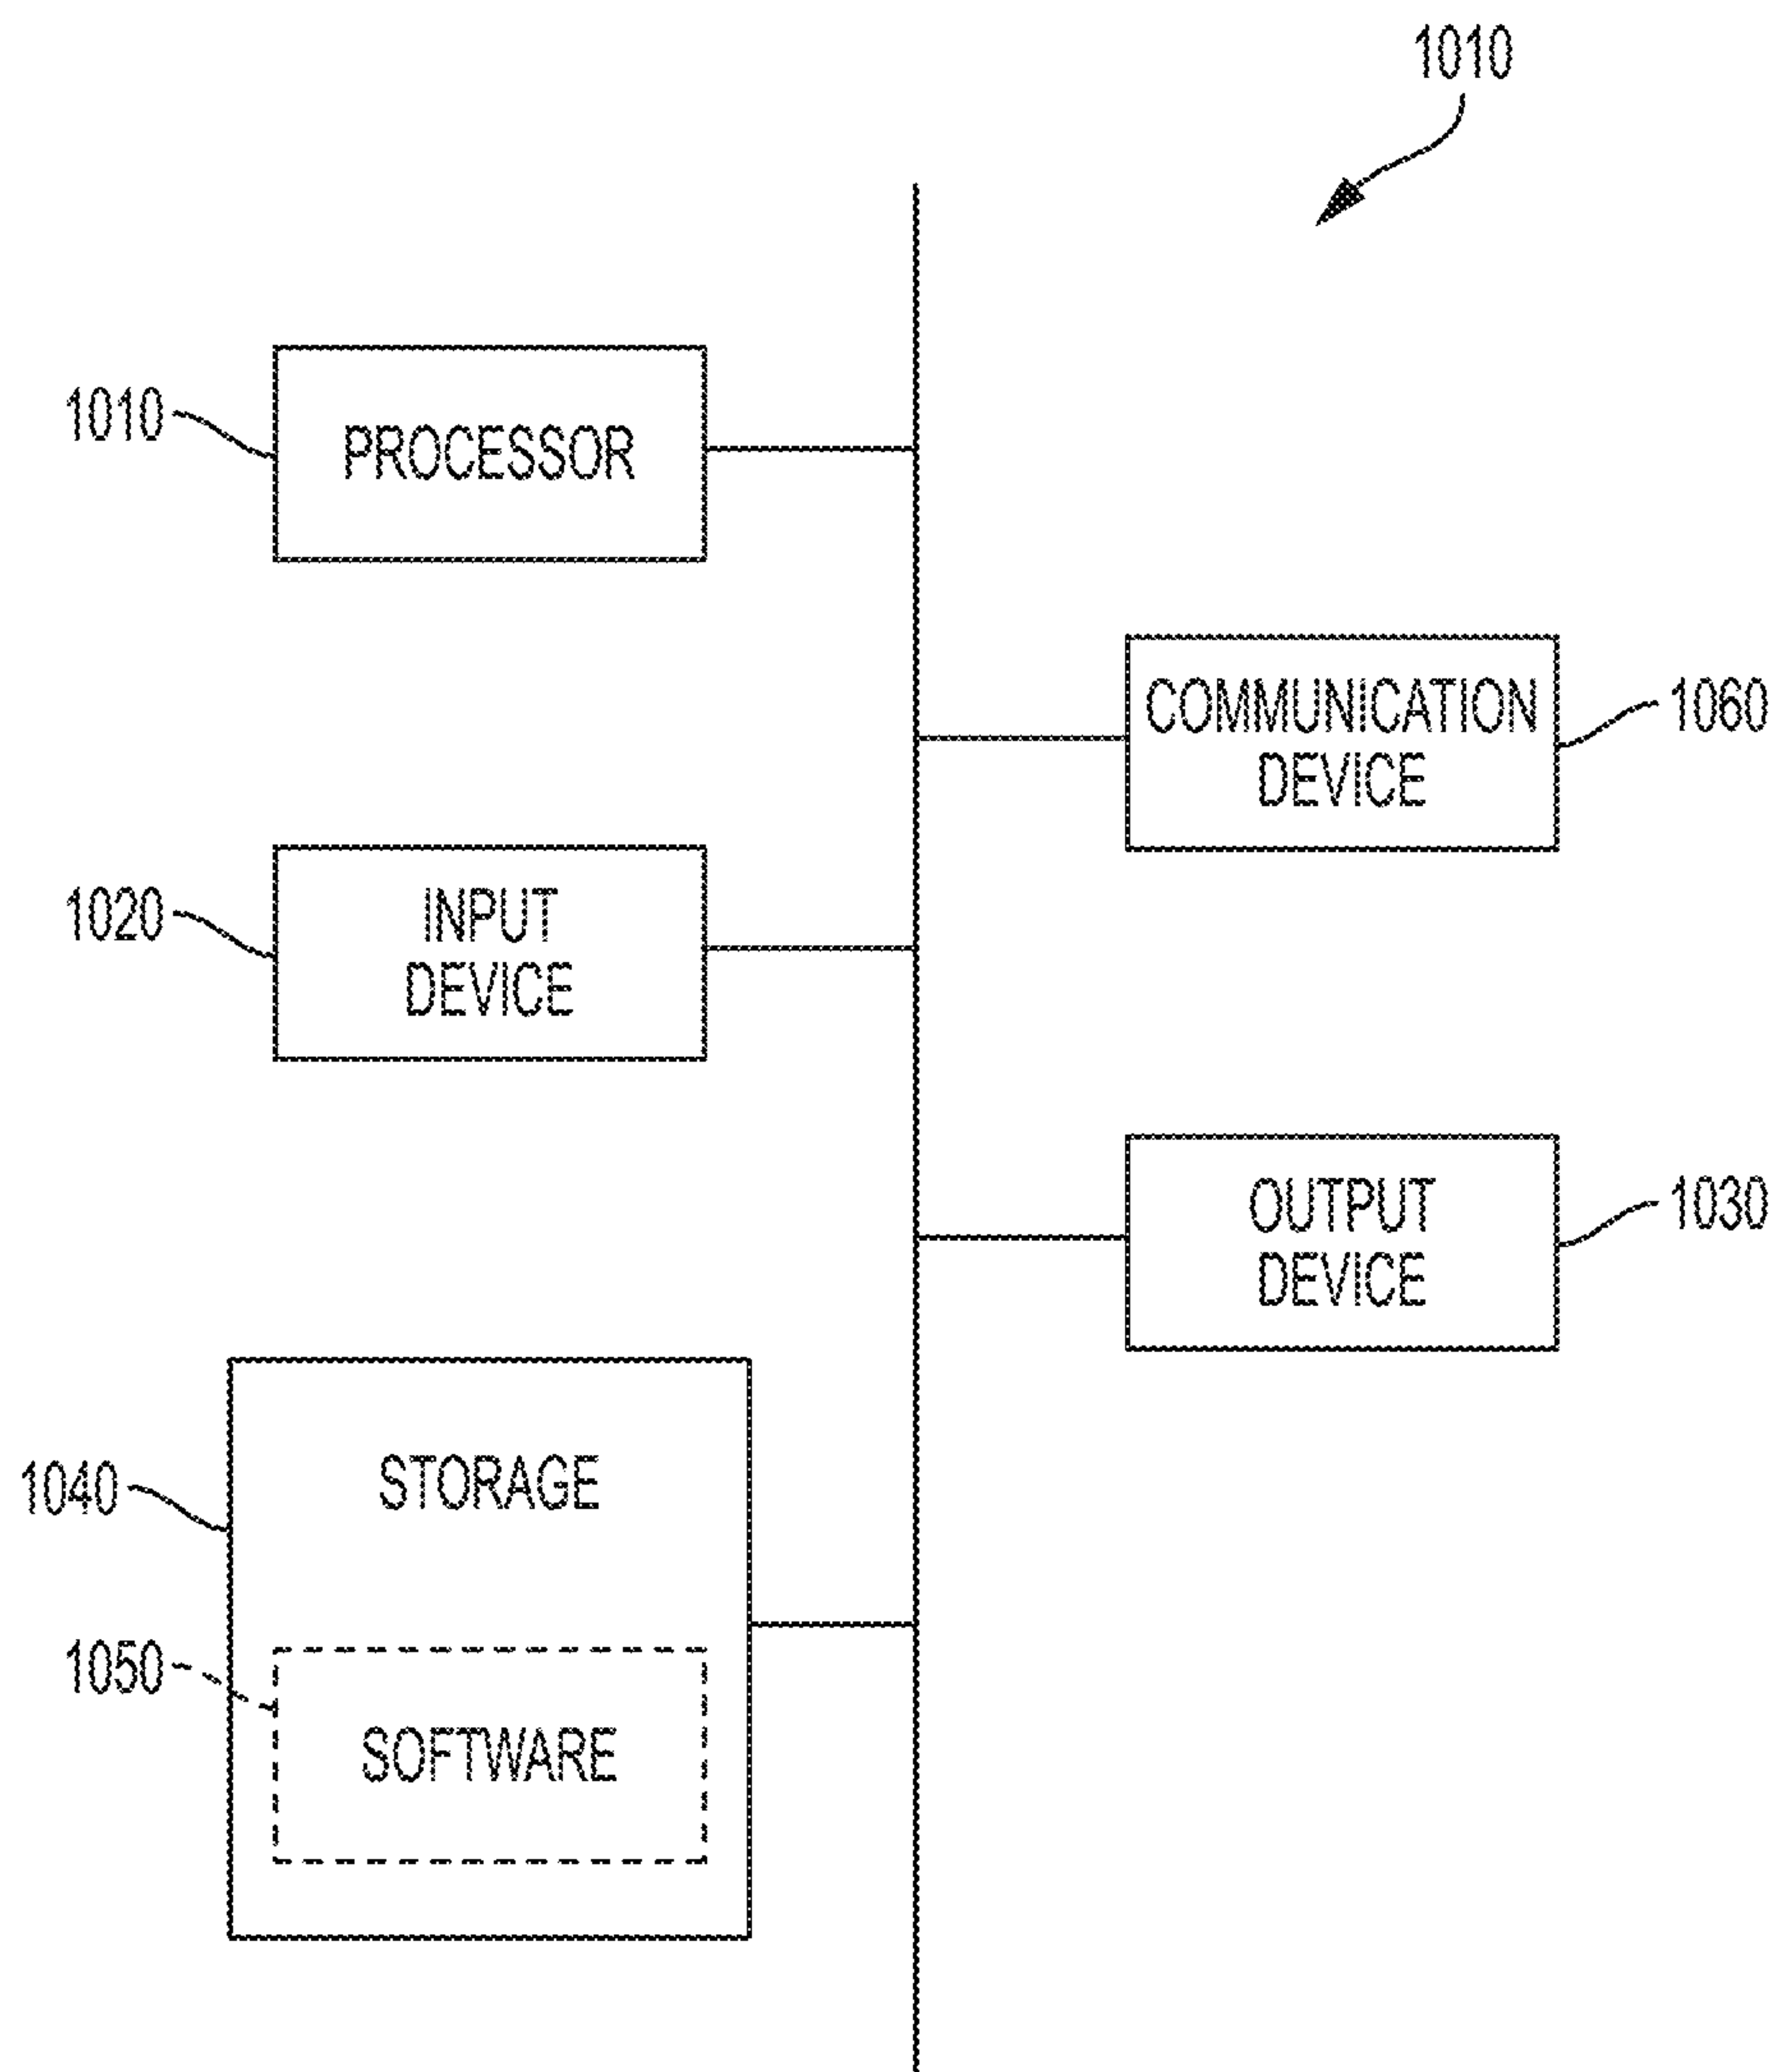 1010
1010
PROCESSOR
COMMUNICATION
DEVICE
1060
1020
INPUT
DEVICE
OUTPUT
DEVICE
1030
1040
STORAGE
1050
SOFTWARE